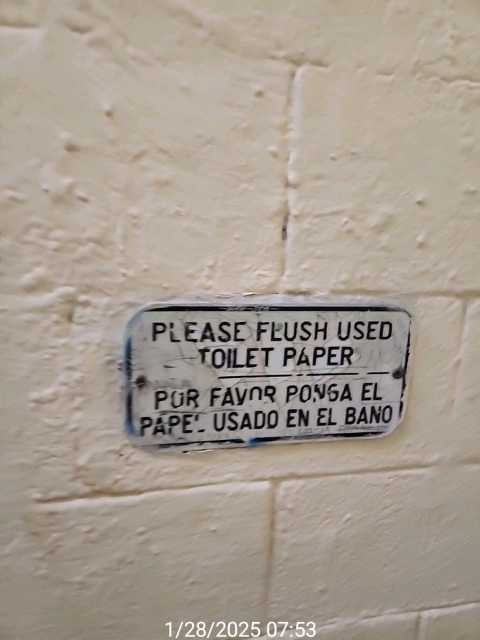 PLEASE FLUSH USED
TOILET PAPER
POR FAVOR PONGA EL
PAPEL USADO EN EL BANO
1/28/2025 07:53